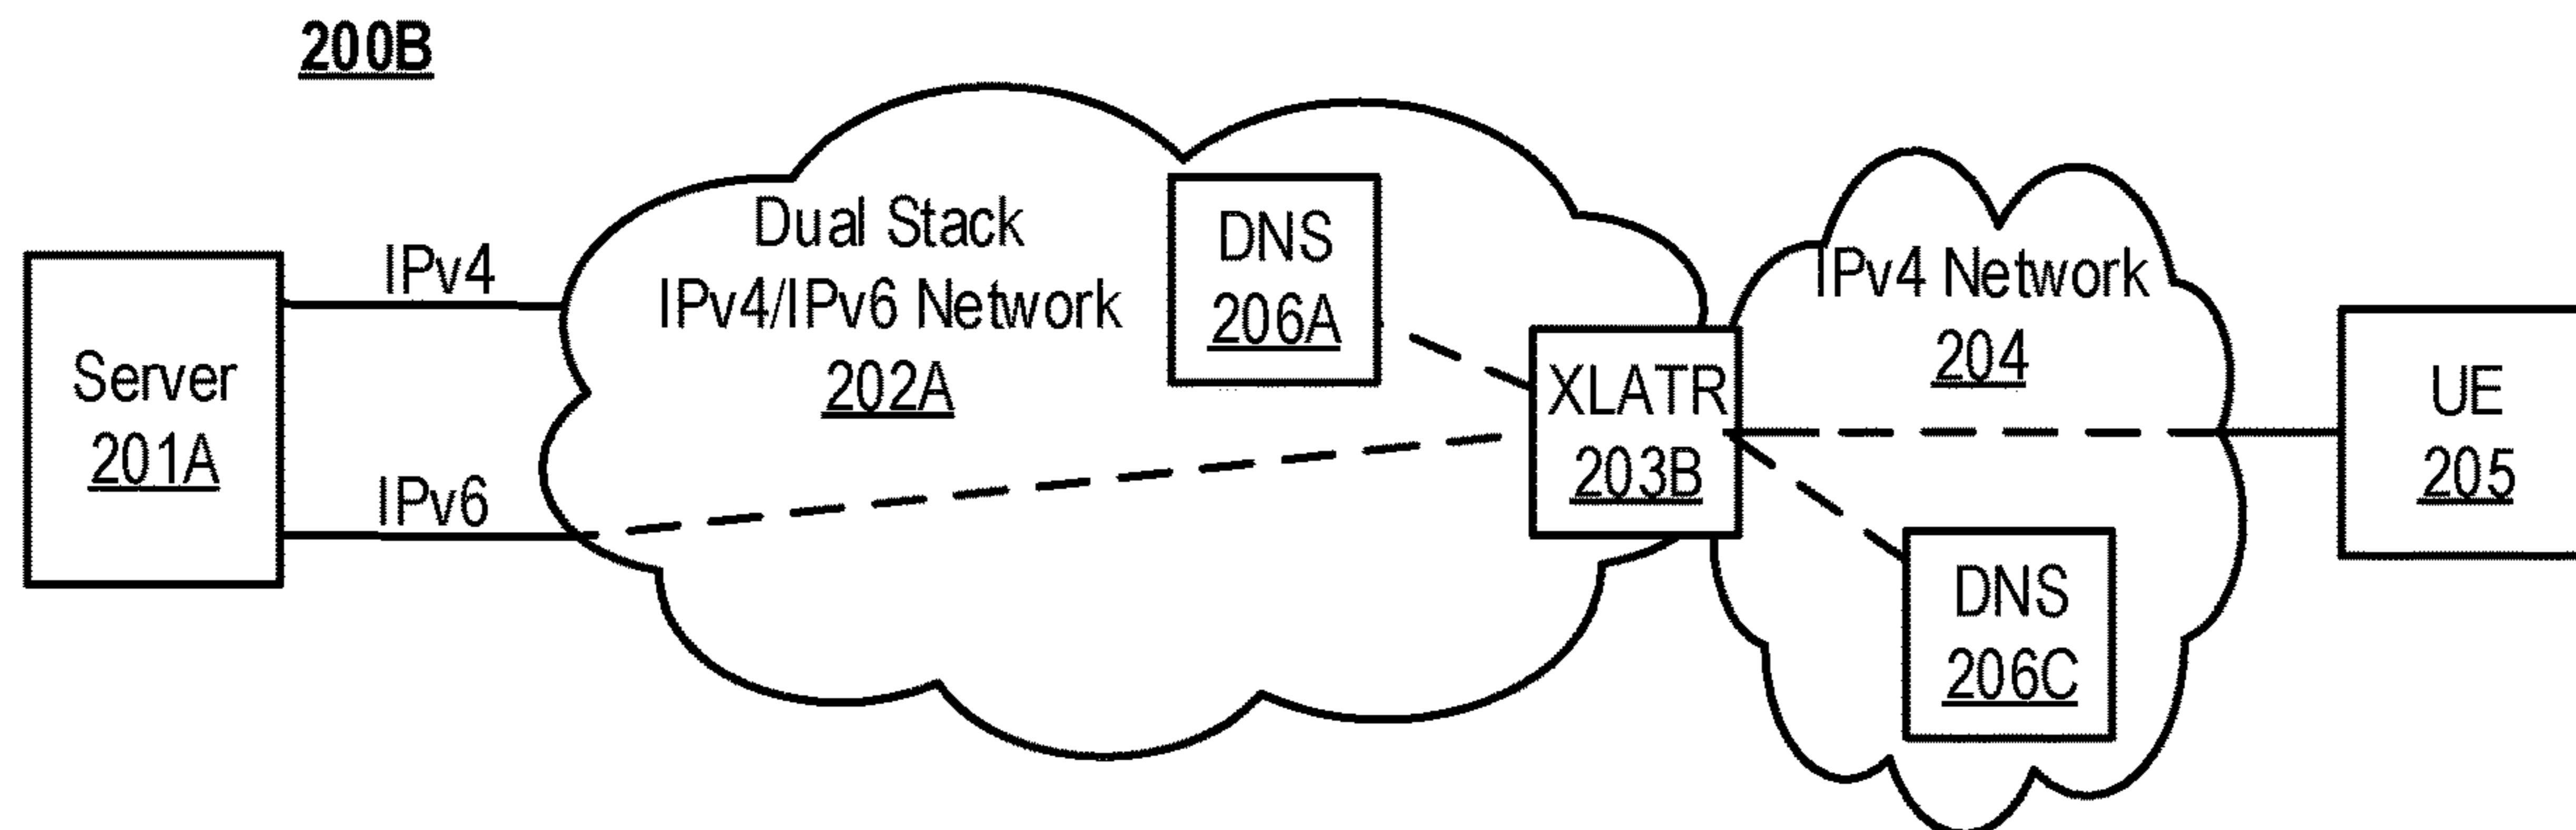 200B
Server
201A
IPv4
IPv6
Dual Stack
IPv4/IPv6 Network
202A
DNS
206A
XLATR
203B
IPv4 Network
204
DNS
206C
UE
205